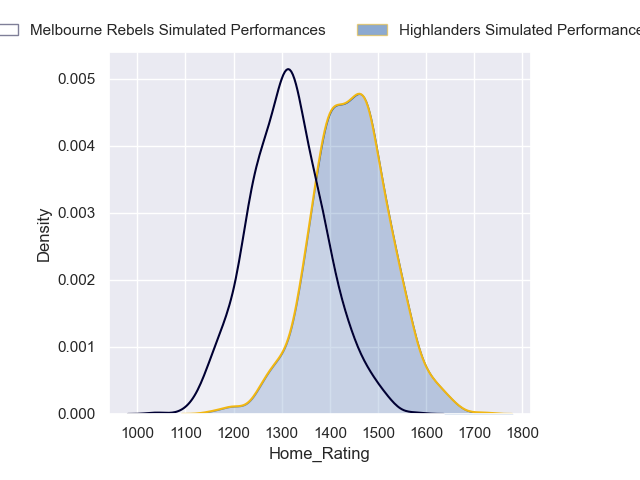 Melbourne Rebels Simulated Performances Highlanders Simulated Performance
0.005
0.004
0.003
0.002
0.001
0.000
Density
1000 1100 1200 1300 1400 1500 1600 1700 1800
Home_Rating